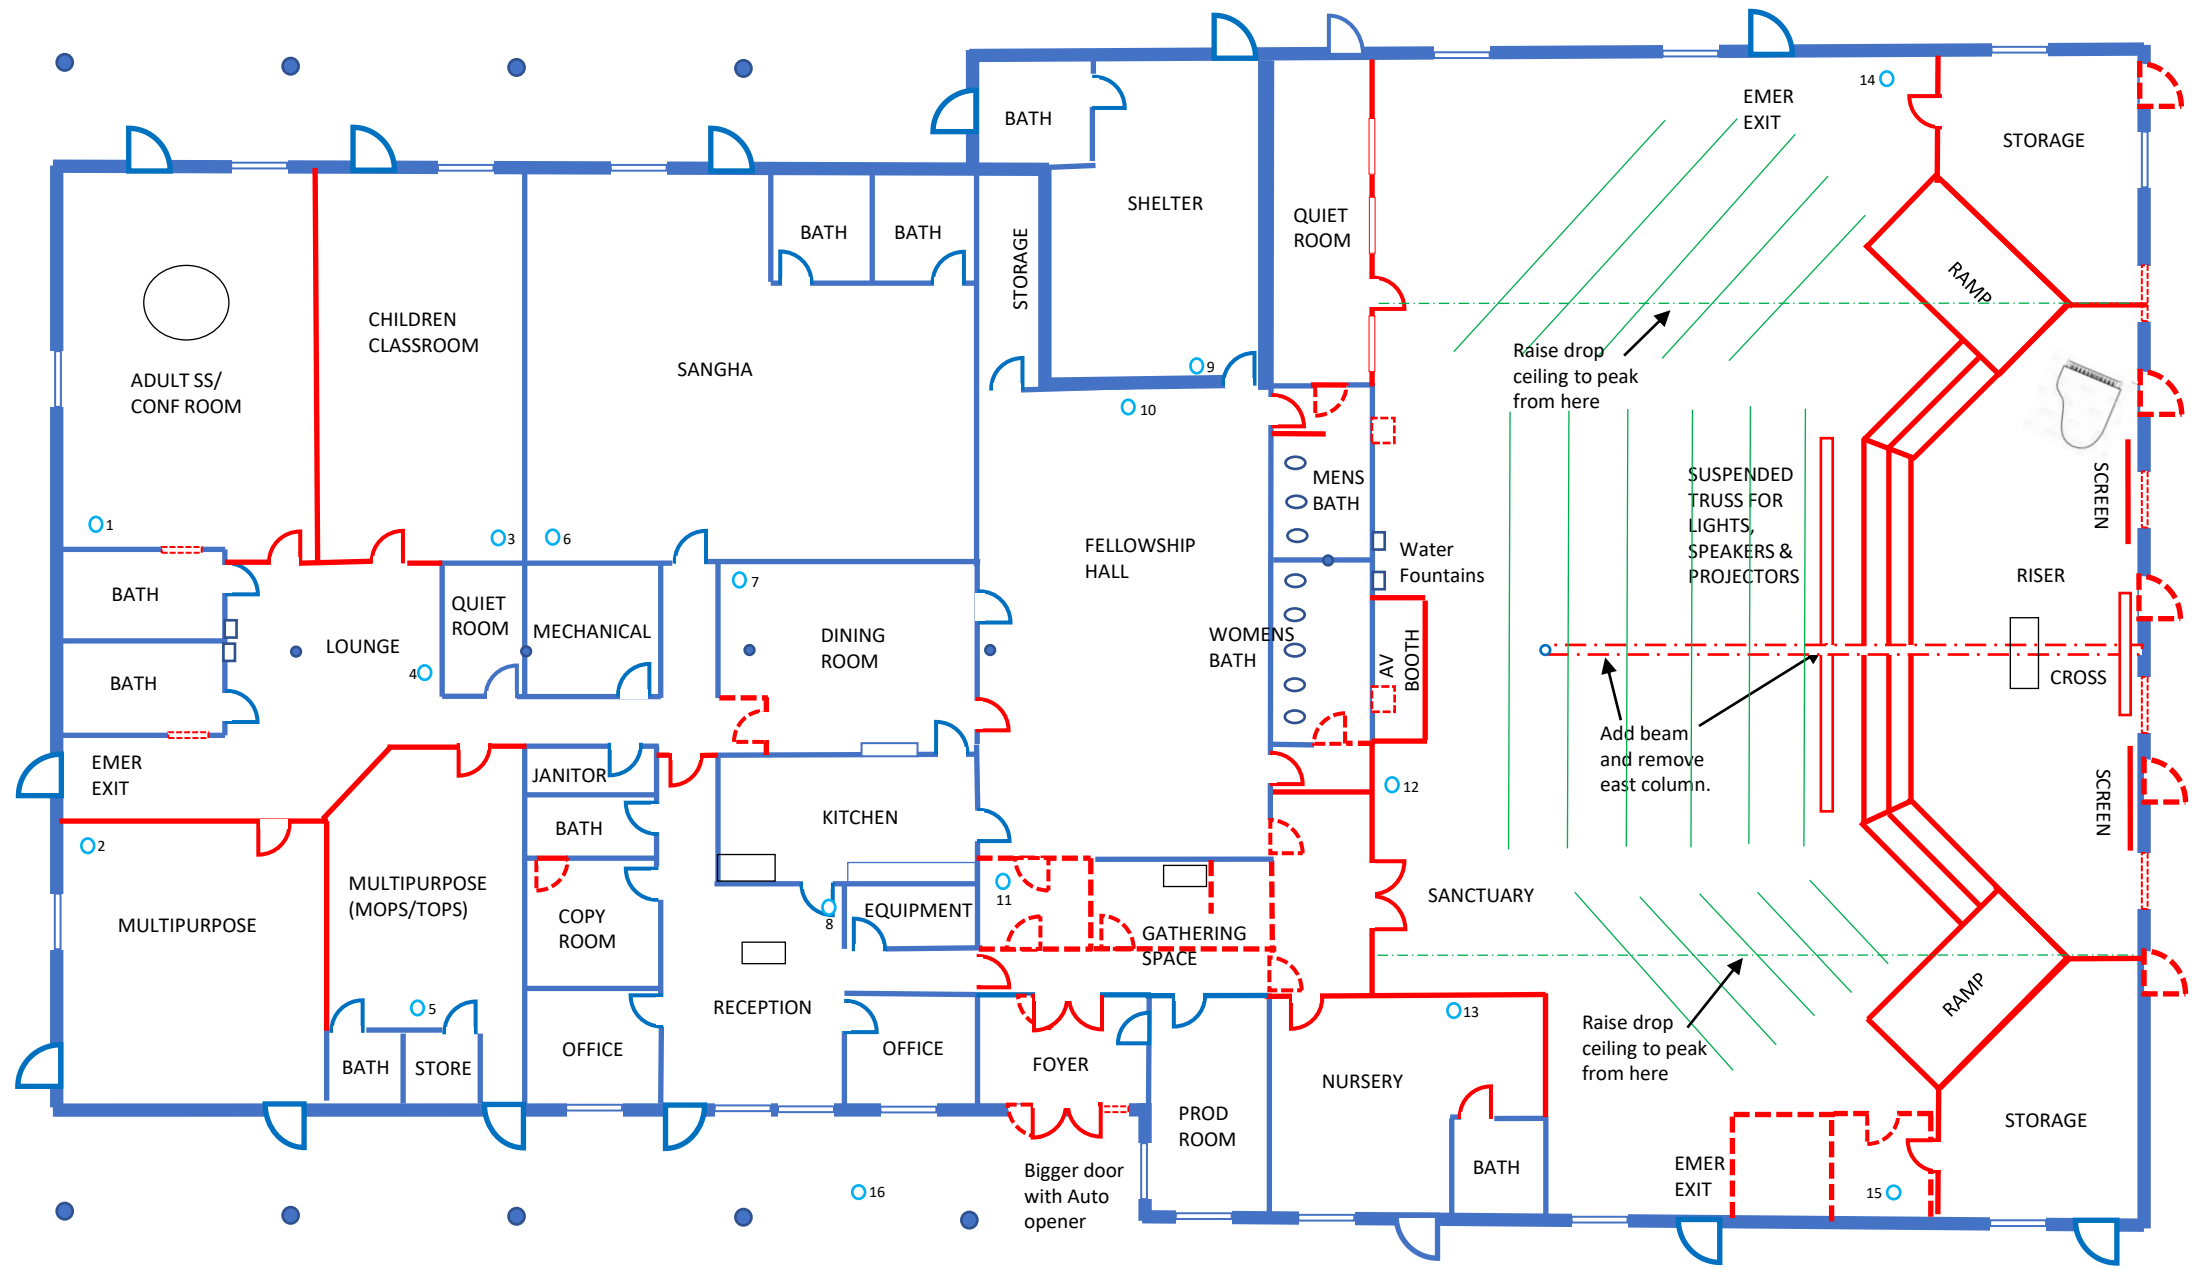 14
EMER
EXIT
BATH
STORAGE
SHELTER
QUIET
ROOM
BATH
BATH
STORAGE
RAMP
CHILDREN
CLASSROOM
SANGHA
ADULT SS/
CONF ROOM
9
10
Raise drop
ceiling to peak
from here
1
3
6
MENS
BATH
SUSPENDED
TRUSS FOR
LIGHTS,
SPEAKERS &
PROJECTORS
SCREEN
FELLOWSHIP
HALL
Water
Fountains
RISER
BATH
QUIET
ROOM
MECHANICAL
7
DINING
ROOM
LOUNGE
4
WOMENS
BATH
AV
BOOTH
CROSS
BATH
Add beam
and remove
east column.
EMER
EXIT
JANITOR
12
SCREEN
2
BATH
KITCHEN
MULTIPURPOSE
(MOPS/TOPS)
11
SANCTUARY
MULTIPURPOSE
COPY
ROOM
8
EQUIPMENT
GATHERING
SPACE
5
RECEPTION
13
RAMP
Raise drop
ceiling to peak
from here
BATH
STORE
OFFICE
OFFICE
FOYER
NURSERY
PROD
ROOM
STORAGE
BATH
EMER
EXIT
15
16
Bigger door
with Auto
opener